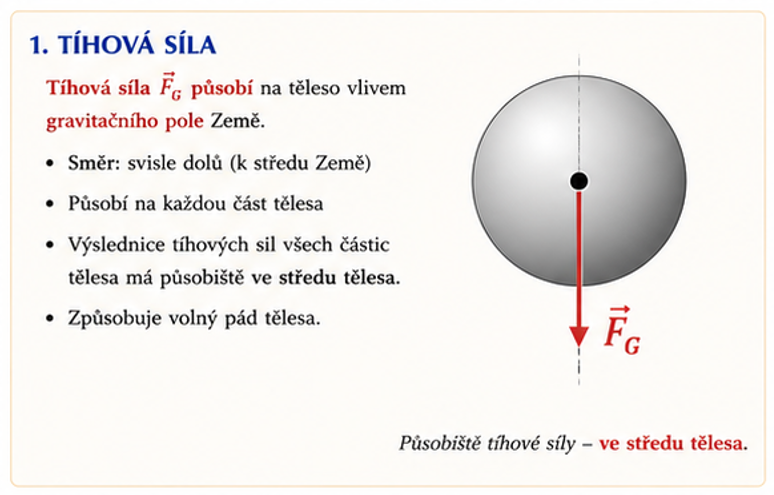 1. TÍHOVÁ SÍLA
Tíhová síla F⃗_G působí na těleso vlivem
gravitačního pole Země.
• Směr: svisle dolů (k středu Země)
• Působí na každou část tělesa
• Výslednice tíhových sil všech částic
tělesa má působiště ve středu tělesa.
• Způsobuje volný pád tělesa.
F⃗_G
Působiště tíhové síly – ve středu tělesa.